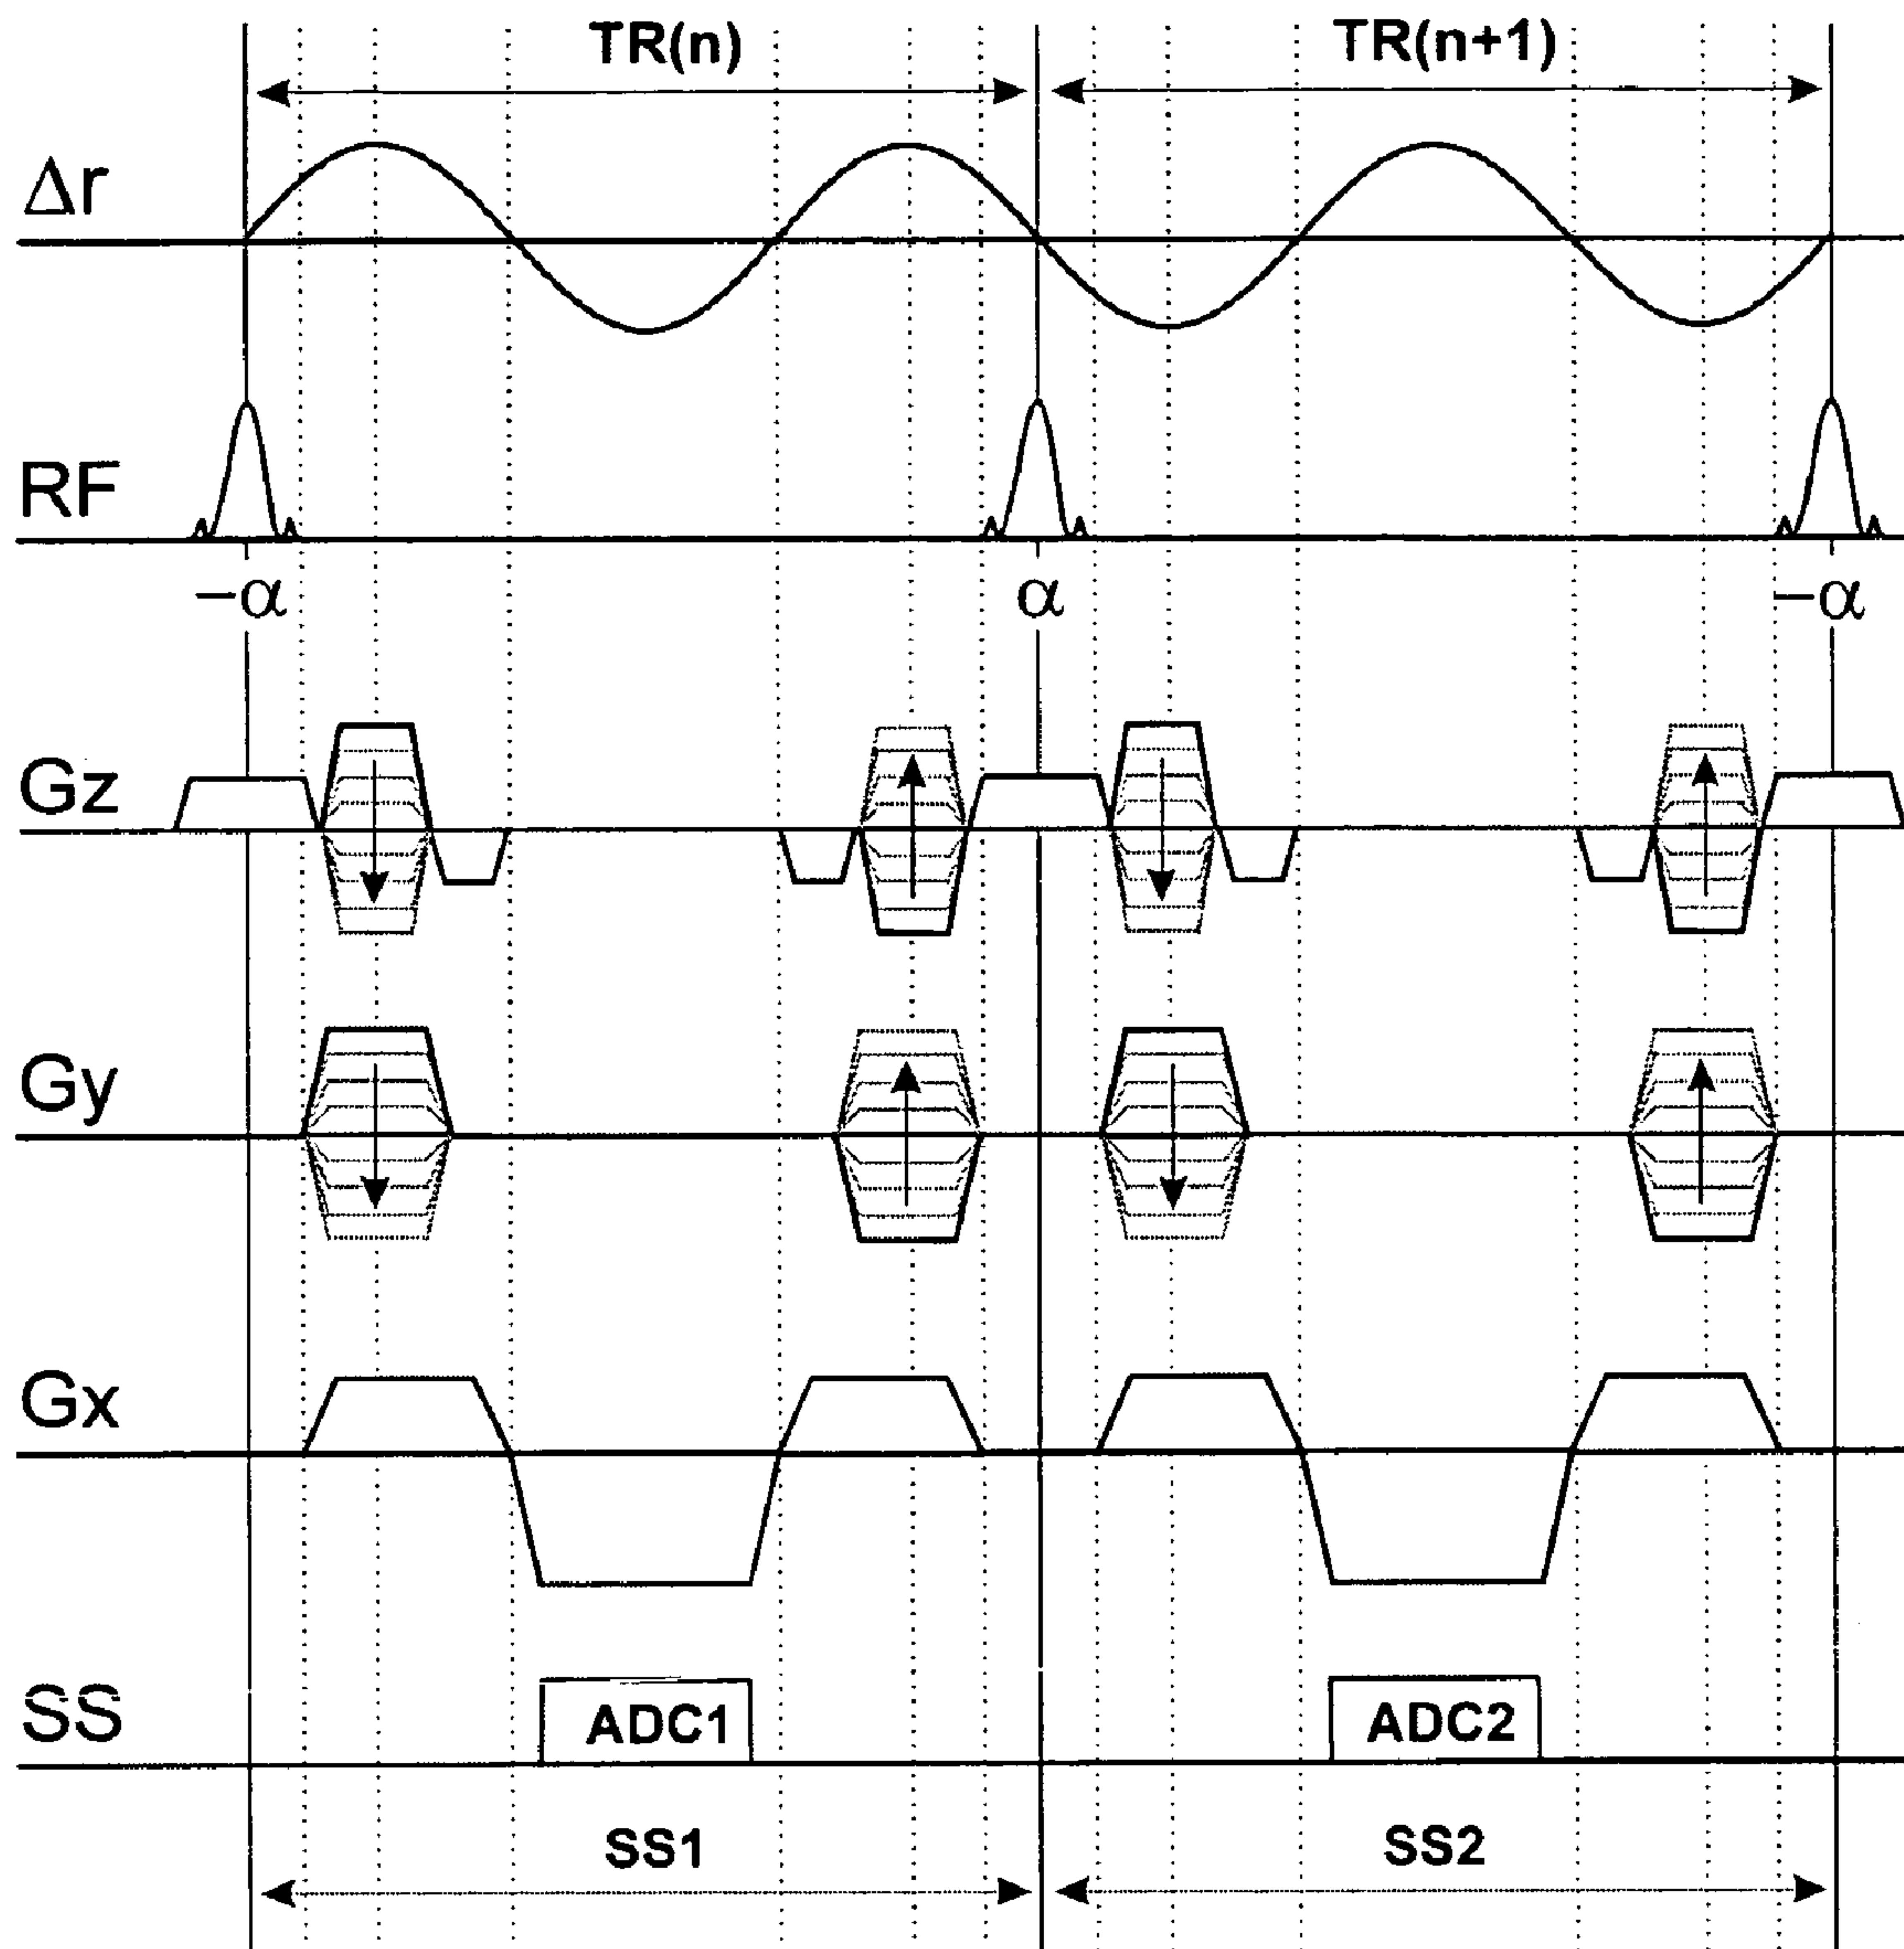 TR(n) TR(n+1)
Δr
RF
−α α −α
Gz
Gy
Gx
SS ADC1 ADC2
SS1 SS2